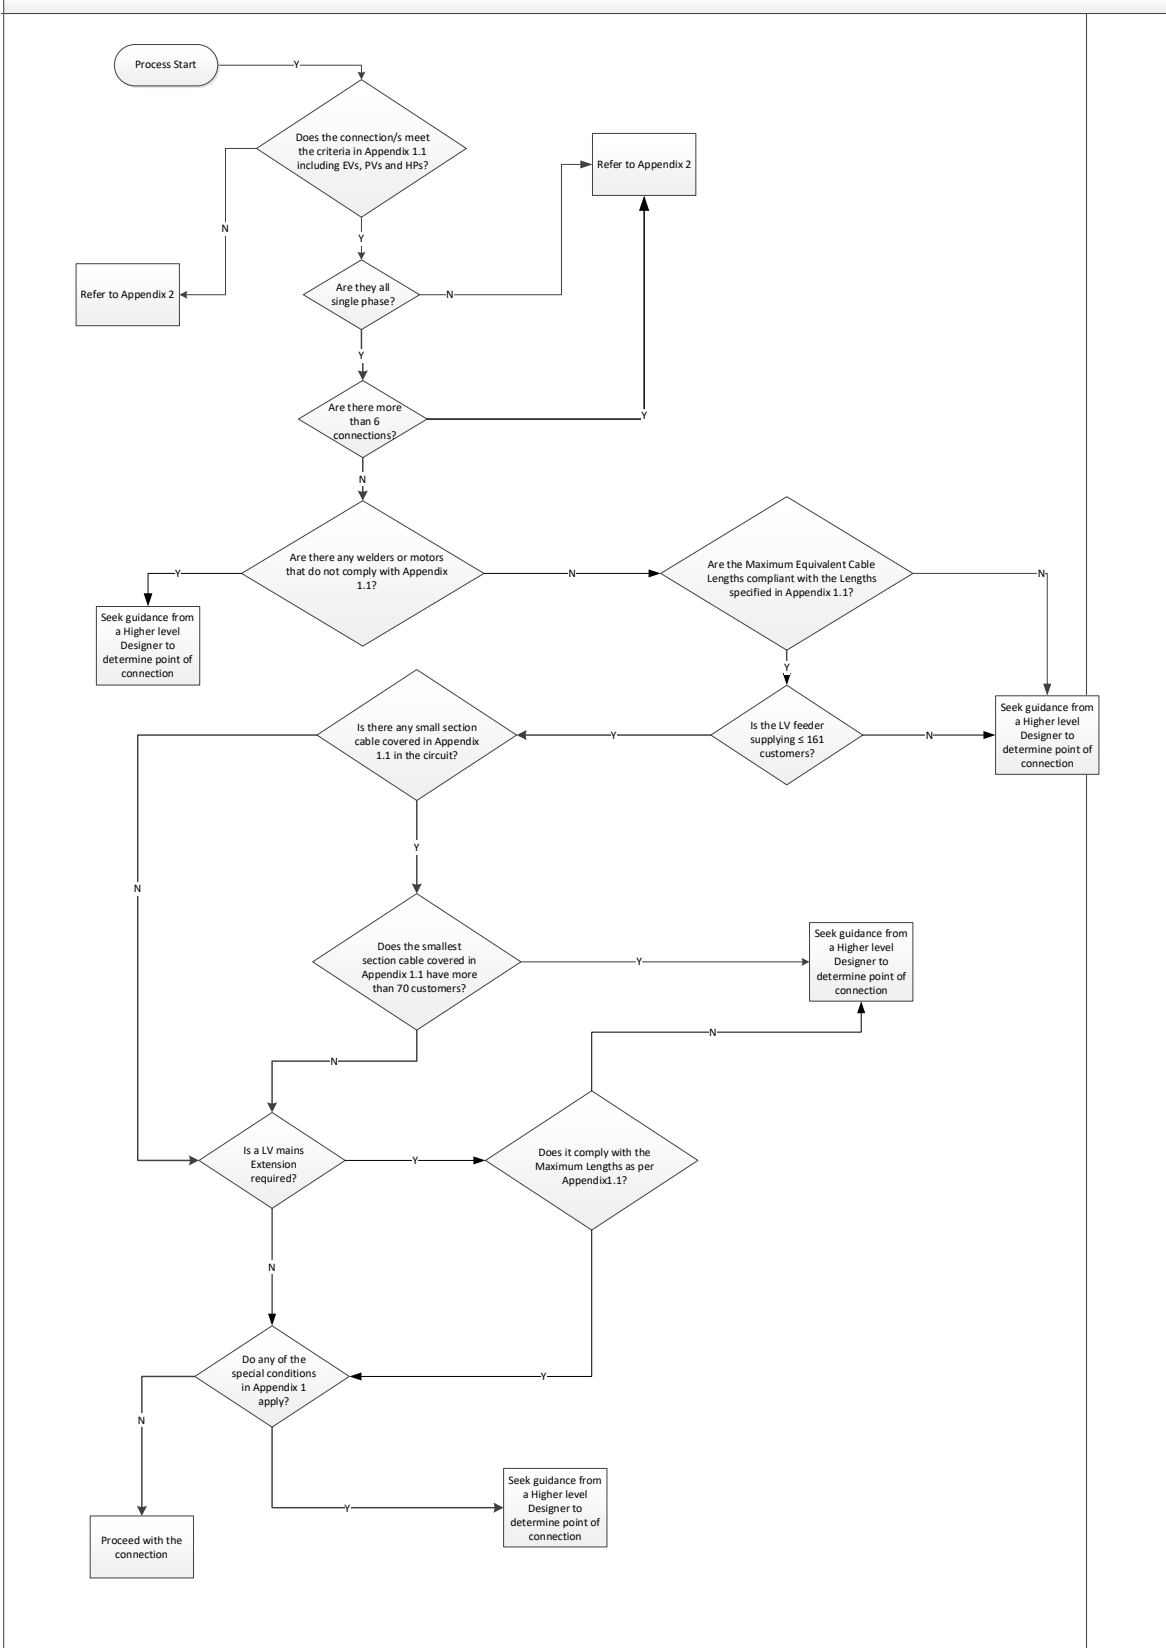 Process Start
Y
Does the connection/s meet
the criteria in Appendix 1.1
including EVs, PVs and HPs?
N
Refer to Appendix 2
Refer to Appendix 2
Y
Are they all
single phase?
N
Y
Are there more
than 6
connections?
Y
N
Are there any welders or motors
that do not comply with Appendix
1.1?
Y
N
Seek guidance from
a Higher level
Designer to
determine point of
connection
Are the Maximum Equivalent Cable
Lengths compliant with the Lengths
specified in Appendix 1.1?
N
Y
Is the LV feeder
supplying ≤ 161
customers?
N
Seek guidance from
a Higher level
Designer to
determine point of
connection
Y
Is there any small section
cable covered in Appendix
1.1 in the circuit?
N
Y
Does the smallest
section cable covered in
Appendix 1.1 have more
than 70 customers?
Y
Seek guidance from
a Higher level
Designer to
determine point of
connection
N
N
Is a LV mains
Extension
required?
Y
Does it comply with the
Maximum Lengths as per
Appendix1.1?
N
Y
Do any of the
special conditions
in Appendix 1
apply?
N
Y
Seek guidance from
a Higher level
Designer to
determine point of
connection
Proceed with the
connection